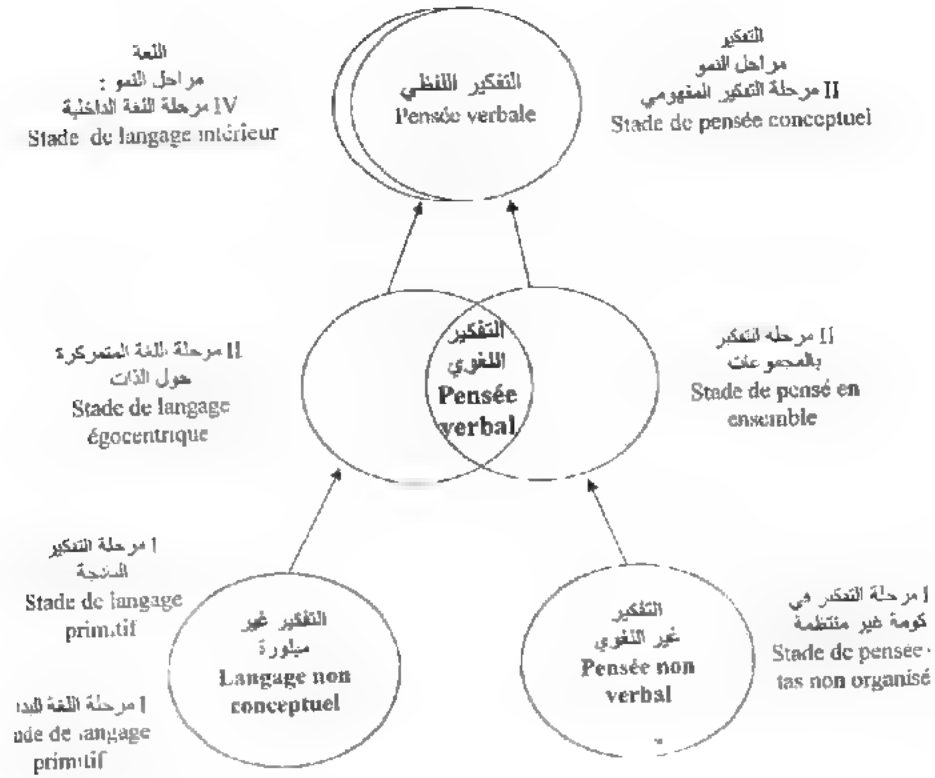 اللغة
مراحل النمو :
IV مرحلة اللغة الداخلية
Stade de langage intérieur
التفكير اللفظي
Pensée verbale
التفكير
مراحل النمو
II مرحلة التفكير المفهومي
Stade de pensée conceptuel
II مرحلة اللغة المتمركزة
حول الذات
Stade de langage
égocentrique
التفكير
اللغوي
Pensée
verbal
II مرحلة التفكير
بالمجموعات
Stade de pensé en
ensemble
I مرحلة التفكير
Stade de langage
primitif
I مرحلة اللغة
de langage
primitif
التفكير غير
مبلورة
Langage non
conceptuel
التفكير
غير اللغوي
Pensée non
verbal
I مرحلة التفكير في
كومة غير منتظمة
Stade de pensée
tas non organisé